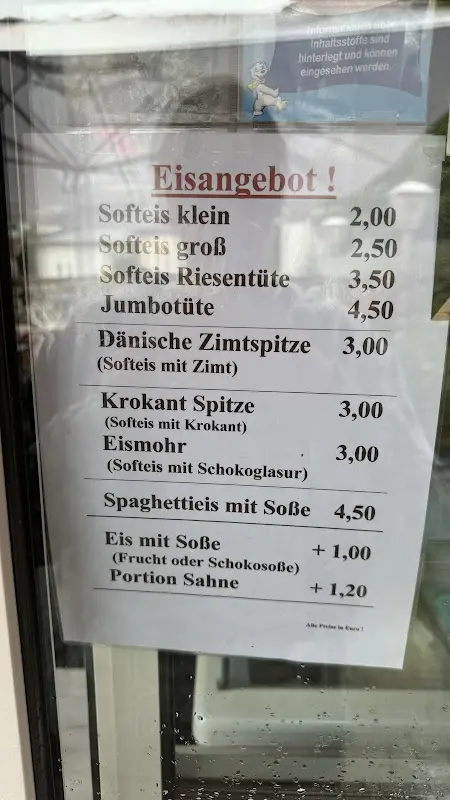 Informationen über
Inhaltsstoffe sind
hinterlegt und können
eingesehen werden.
Eisangebot !
Softeis klein 2,00
Softeis groß 2,50
Softeis Riesentüte 3,50
Jumbotüte 4,50
Dänische Zimtspitze 3,00
(Softeis mit Zimt)
Krokant Spitze 3,00
(Softeis mit Krokant)
Eismohr 3,00
(Softeis mit Schokoglasur)
Spaghettieis mit Soße 4,50
Eis mit Soße + 1,00
(Frucht oder Schokosoße)
Portion Sahne + 1,20
Alle Preise in Euro !